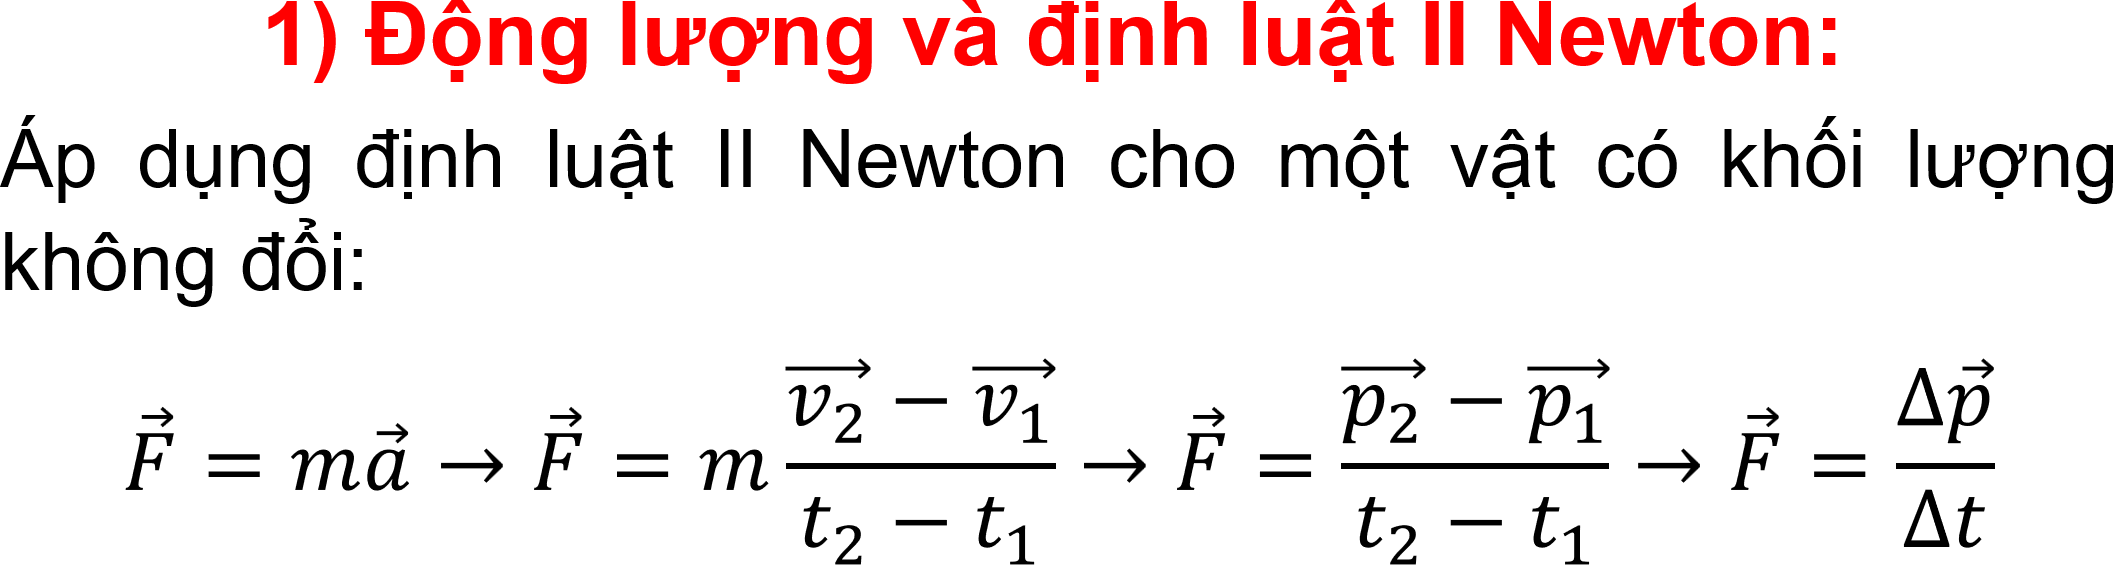 1) Động lượng và định luật II Newton:
Áp dụng định luật II Newton cho một vật có khối lượng
không đổi:
$\vec{F} = m\vec{a} \rightarrow \vec{F} = m\frac{\overrightarrow{v_2} - \overrightarrow{v_1}}{t_2 - t_1} \rightarrow \vec{F} = \frac{\overrightarrow{p_2} - \overrightarrow{p_1}}{t_2 - t_1} \rightarrow \vec{F} = \frac{\Delta\vec{p}}{\Delta t}$